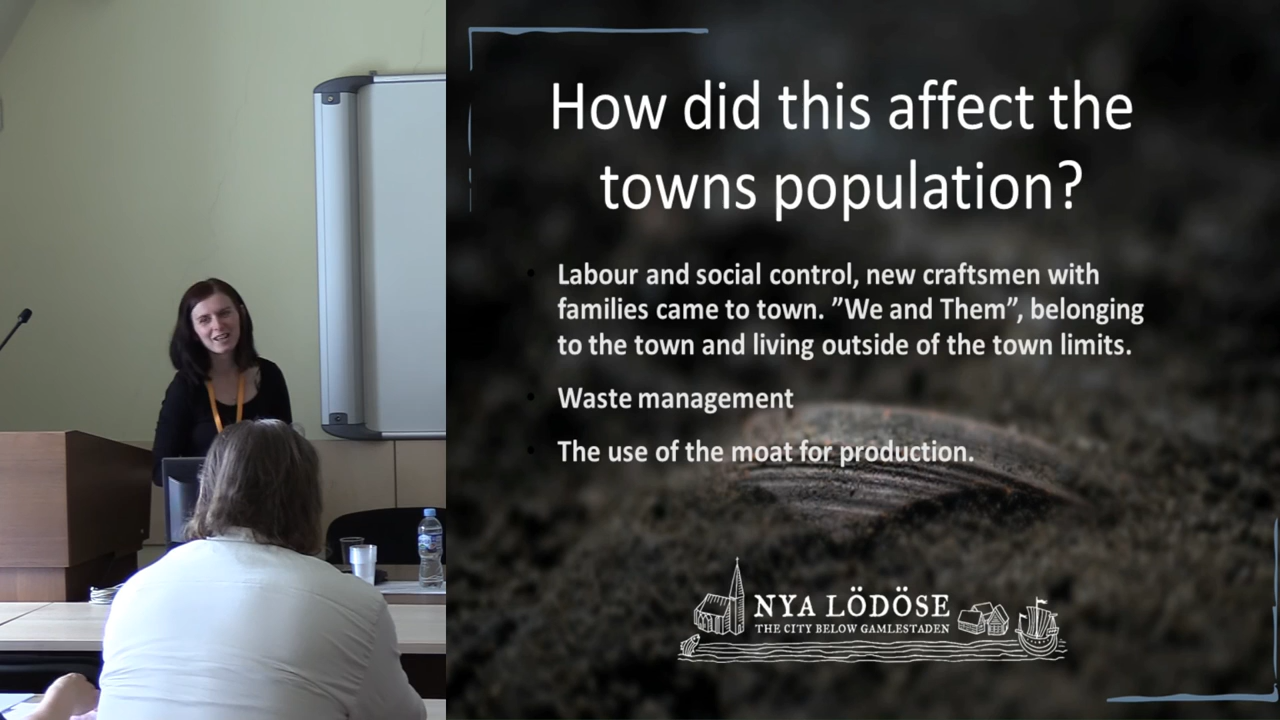 How did this affect the
towns population?
Labour and social control, new craftsmen with
families came to town. ”We and Them”, belonging
to the town and living outside of the town limits.
Waste management
The use of the moat for production.
NYA LÖDÖSE
THE CITY BELOW GAMLESTADEN